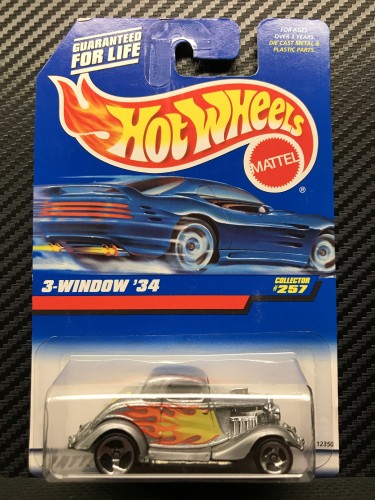 GUARANTEED
FOR LIFE
FOR AGES
OVER 3 YEARS
DIE CAST METAL &
PLASTIC PARTS
HOT WHEELS
MATTEL
®
3-WINDOW '34
COLLECTOR
#257
12350